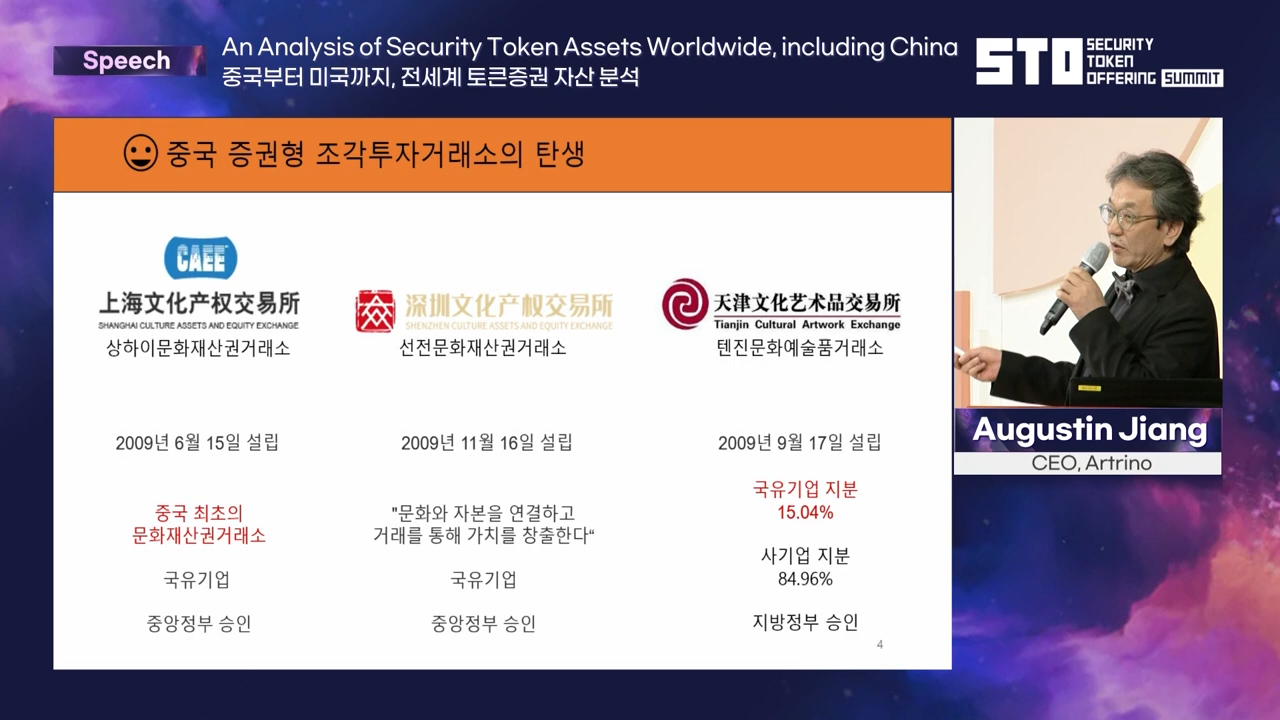 Speech
An Analysis of Security Token Assets Worldwide, including China
중국부터 미국까지, 전세계 토큰증권 자산 분석
STO SECURITY
TOKEN
OFFERING SUMMIT
중국 증권형 조각투자거래소의 탄생
CAEE
上海文化产权交易所
SHANGHAI CULTURE ASSETS AND EQUITY EXCHANGE
상하이문화재산권거래소
2009년 6월 15일 설립
중국 최초의
문화재산권거래소
국유기업
중앙정부 승인
深圳文化产权交易所
SHENZHEN CULTURE ASSETS AND EQUITY EXCHANGE
선전문화재산권거래소
2009년 11월 16일 설립
"문화와 자본을 연결하고
거래를 통해 가치를 창출한다“
국유기업
중앙정부 승인
天津文化艺术品交易所
Tianjin Cultural Artwork Exchange
텐진문화예술품거래소
2009년 9월 17일 설립
국유기업 지분
15.04%
사기업 지분
84.96%
지방정부 승인
4
Augustin Jiang
CEO, Artrino